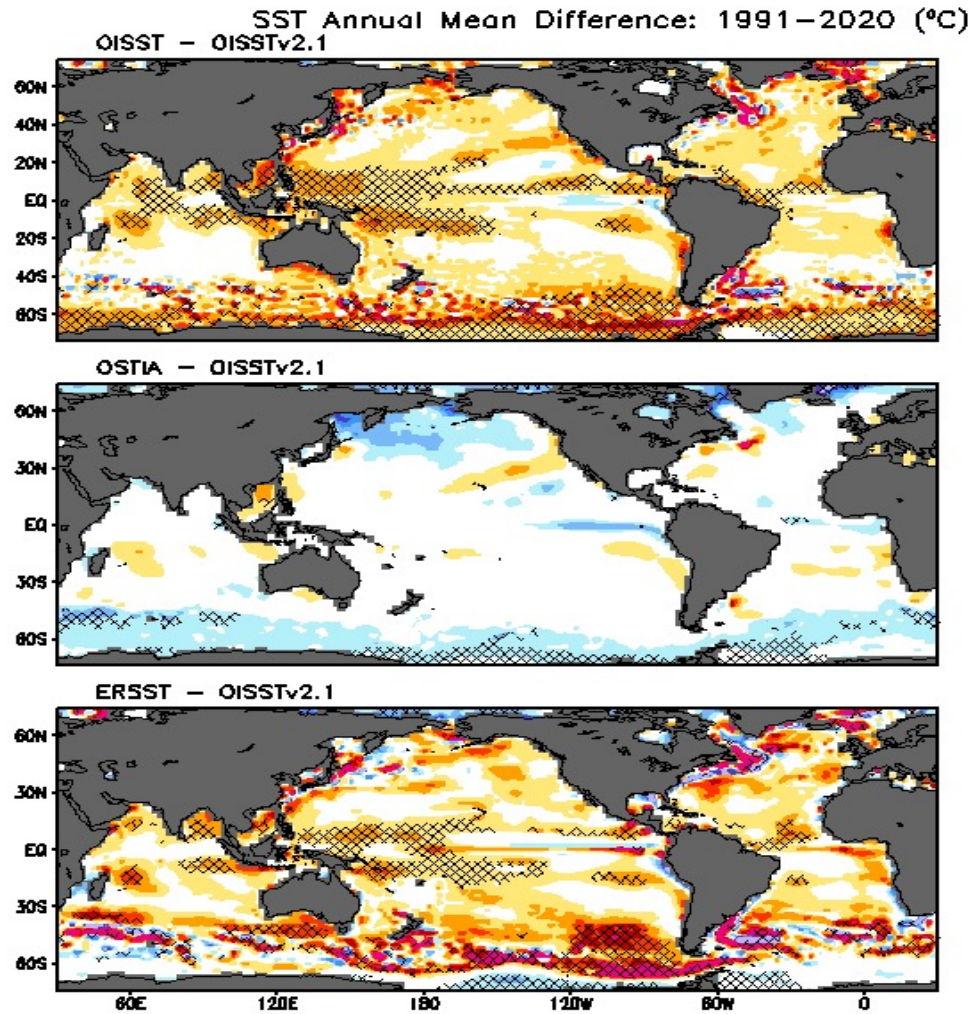 SST Annual Mean Difference: 1991–2020 (ºC)
OISST – OISSTv2.1
60N
40N
20N
EQ
20S
40S
60S
OSTIA – OISSTv2.1
60N
30N
EQ
30S
60S
ERSST – OISSTv2.1
60N
30N
EQ
30S
60S
60E 120E 180 120W 60W 0